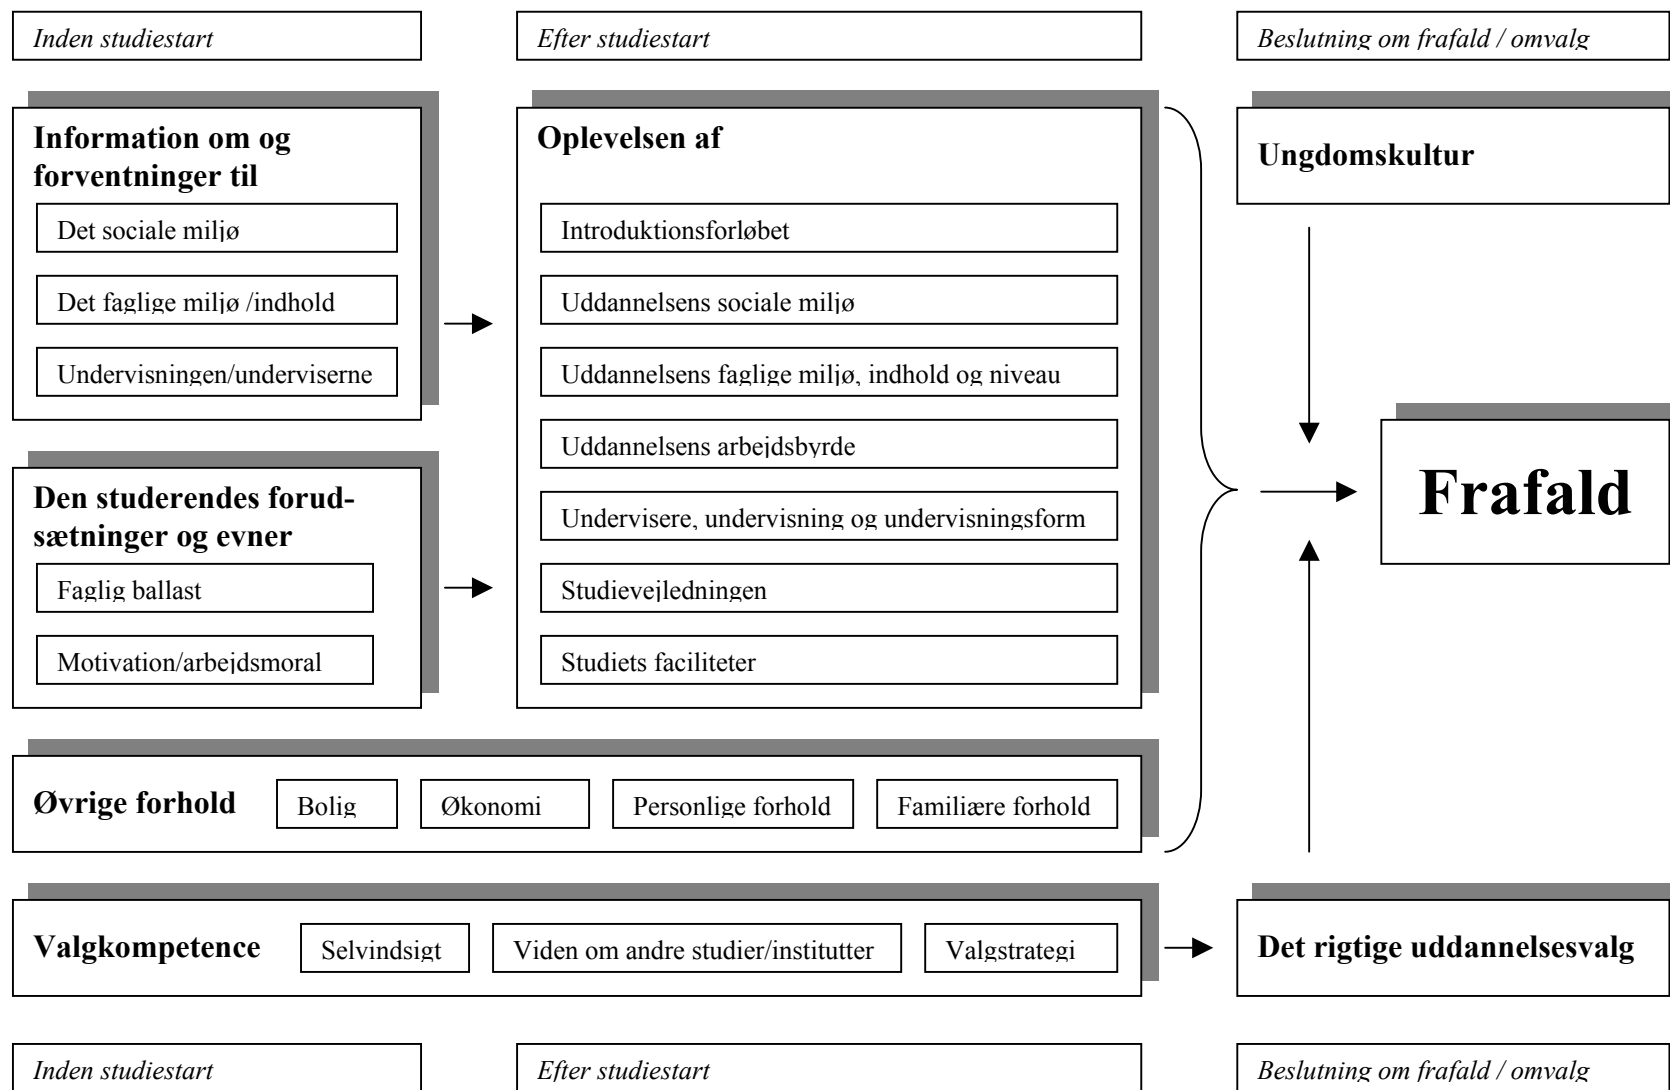 Inden studiestart
Efter studiestart
Beslutning om frafald / omvalg
Information om og
forventninger til
Det sociale miljø
Det faglige miljø /indhold
Undervisningen/underviserne
Den studerendes forud-
sætninger og evner
Faglig ballast
Motivation/arbejdsmoral
Oplevelsen af
Introduktionsforløbet
Uddannelsens sociale miljø
Uddannelsens faglige miljø, indhold og niveau
Uddannelsens arbejdsbyrde
Undervisere, undervisning og undervisningsform
Studievejledningen
Studiets faciliteter
Ungdomskultur
Frafald
Øvrige forhold
Bolig
Økonomi
Personlige forhold
Familiære forhold
Valgkompetence
Selvindsigt
Viden om andre studier/institutter
Valgstrategi
Det rigtige uddannelsesvalg
Inden studiestart
Efter studiestart
Beslutning om frafald / omvalg